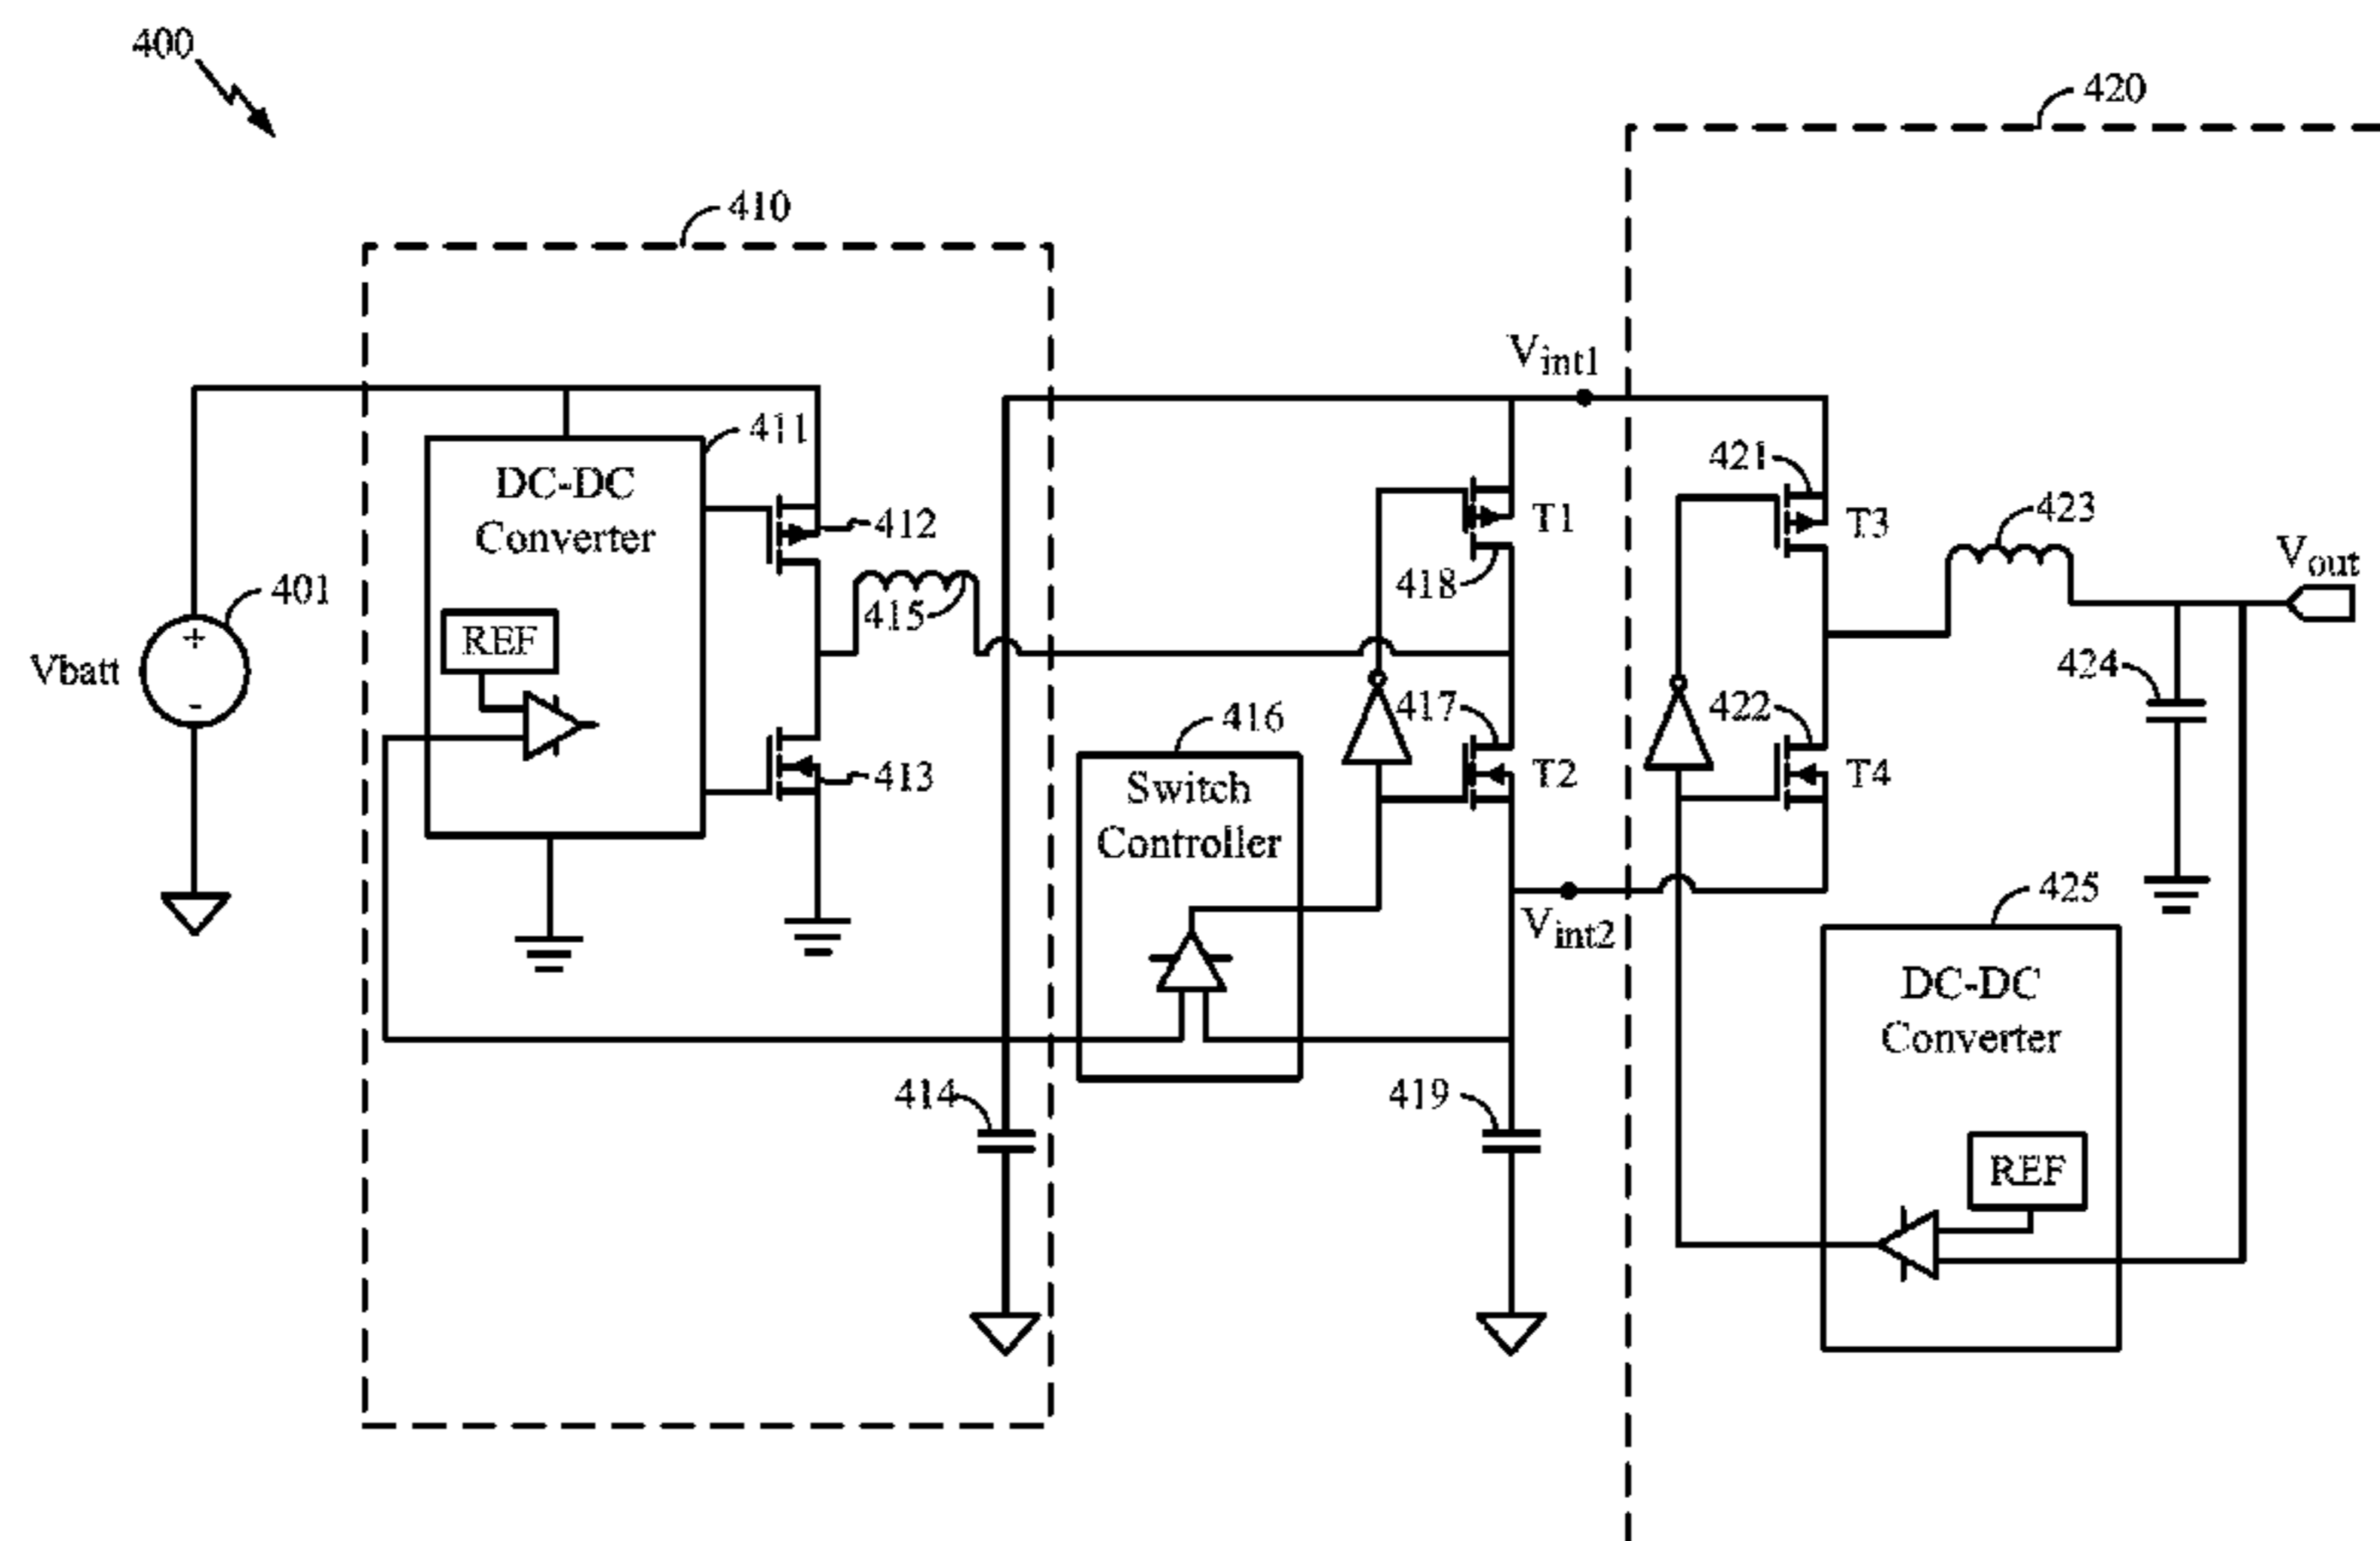 400
420
410
Vint1
411
DC-DC
Converter
421
412
T1
T3
423
Vout
401
418
415
REF
Vbatt
+
-
424
417
422
416
413
Switch
Controller
T2
T4
425
Vint2
DC-DC
Converter
414
419
REF